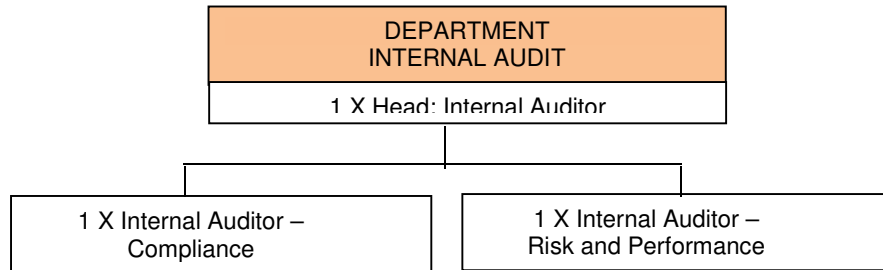 DEPARTMENT
INTERNAL AUDIT
1 X Head: Internal Auditor
1 X Internal Auditor –
Compliance
1 X Internal Auditor –
Risk and Performance